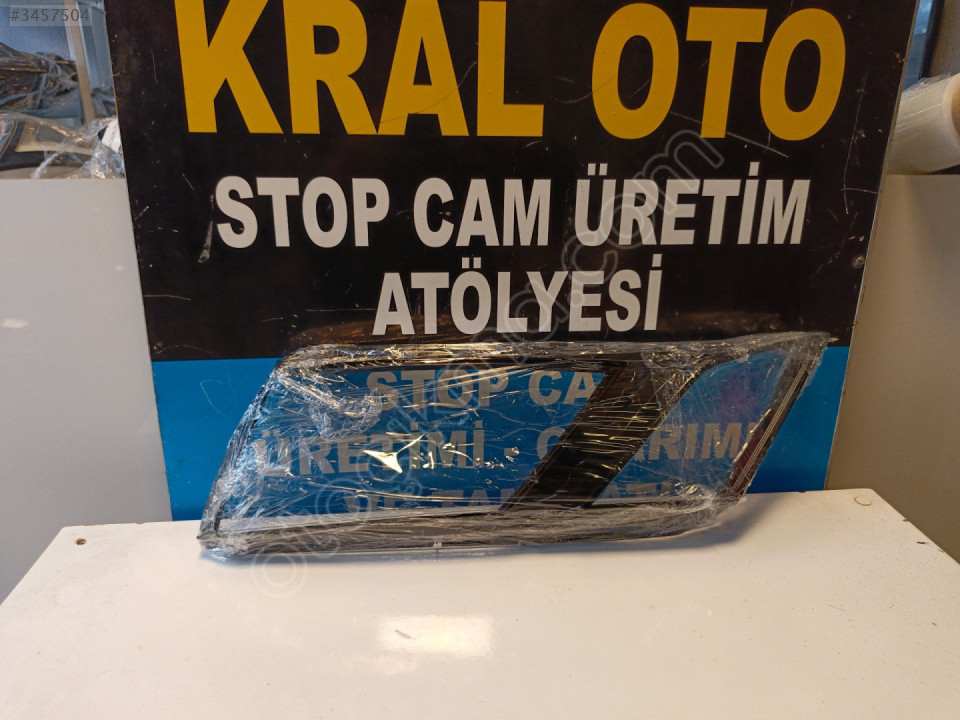 #3457504
KRAL OTO
STOP CAM ÜRETİM
ATÖLYESİ
STOP CA
ÜRETİMİ